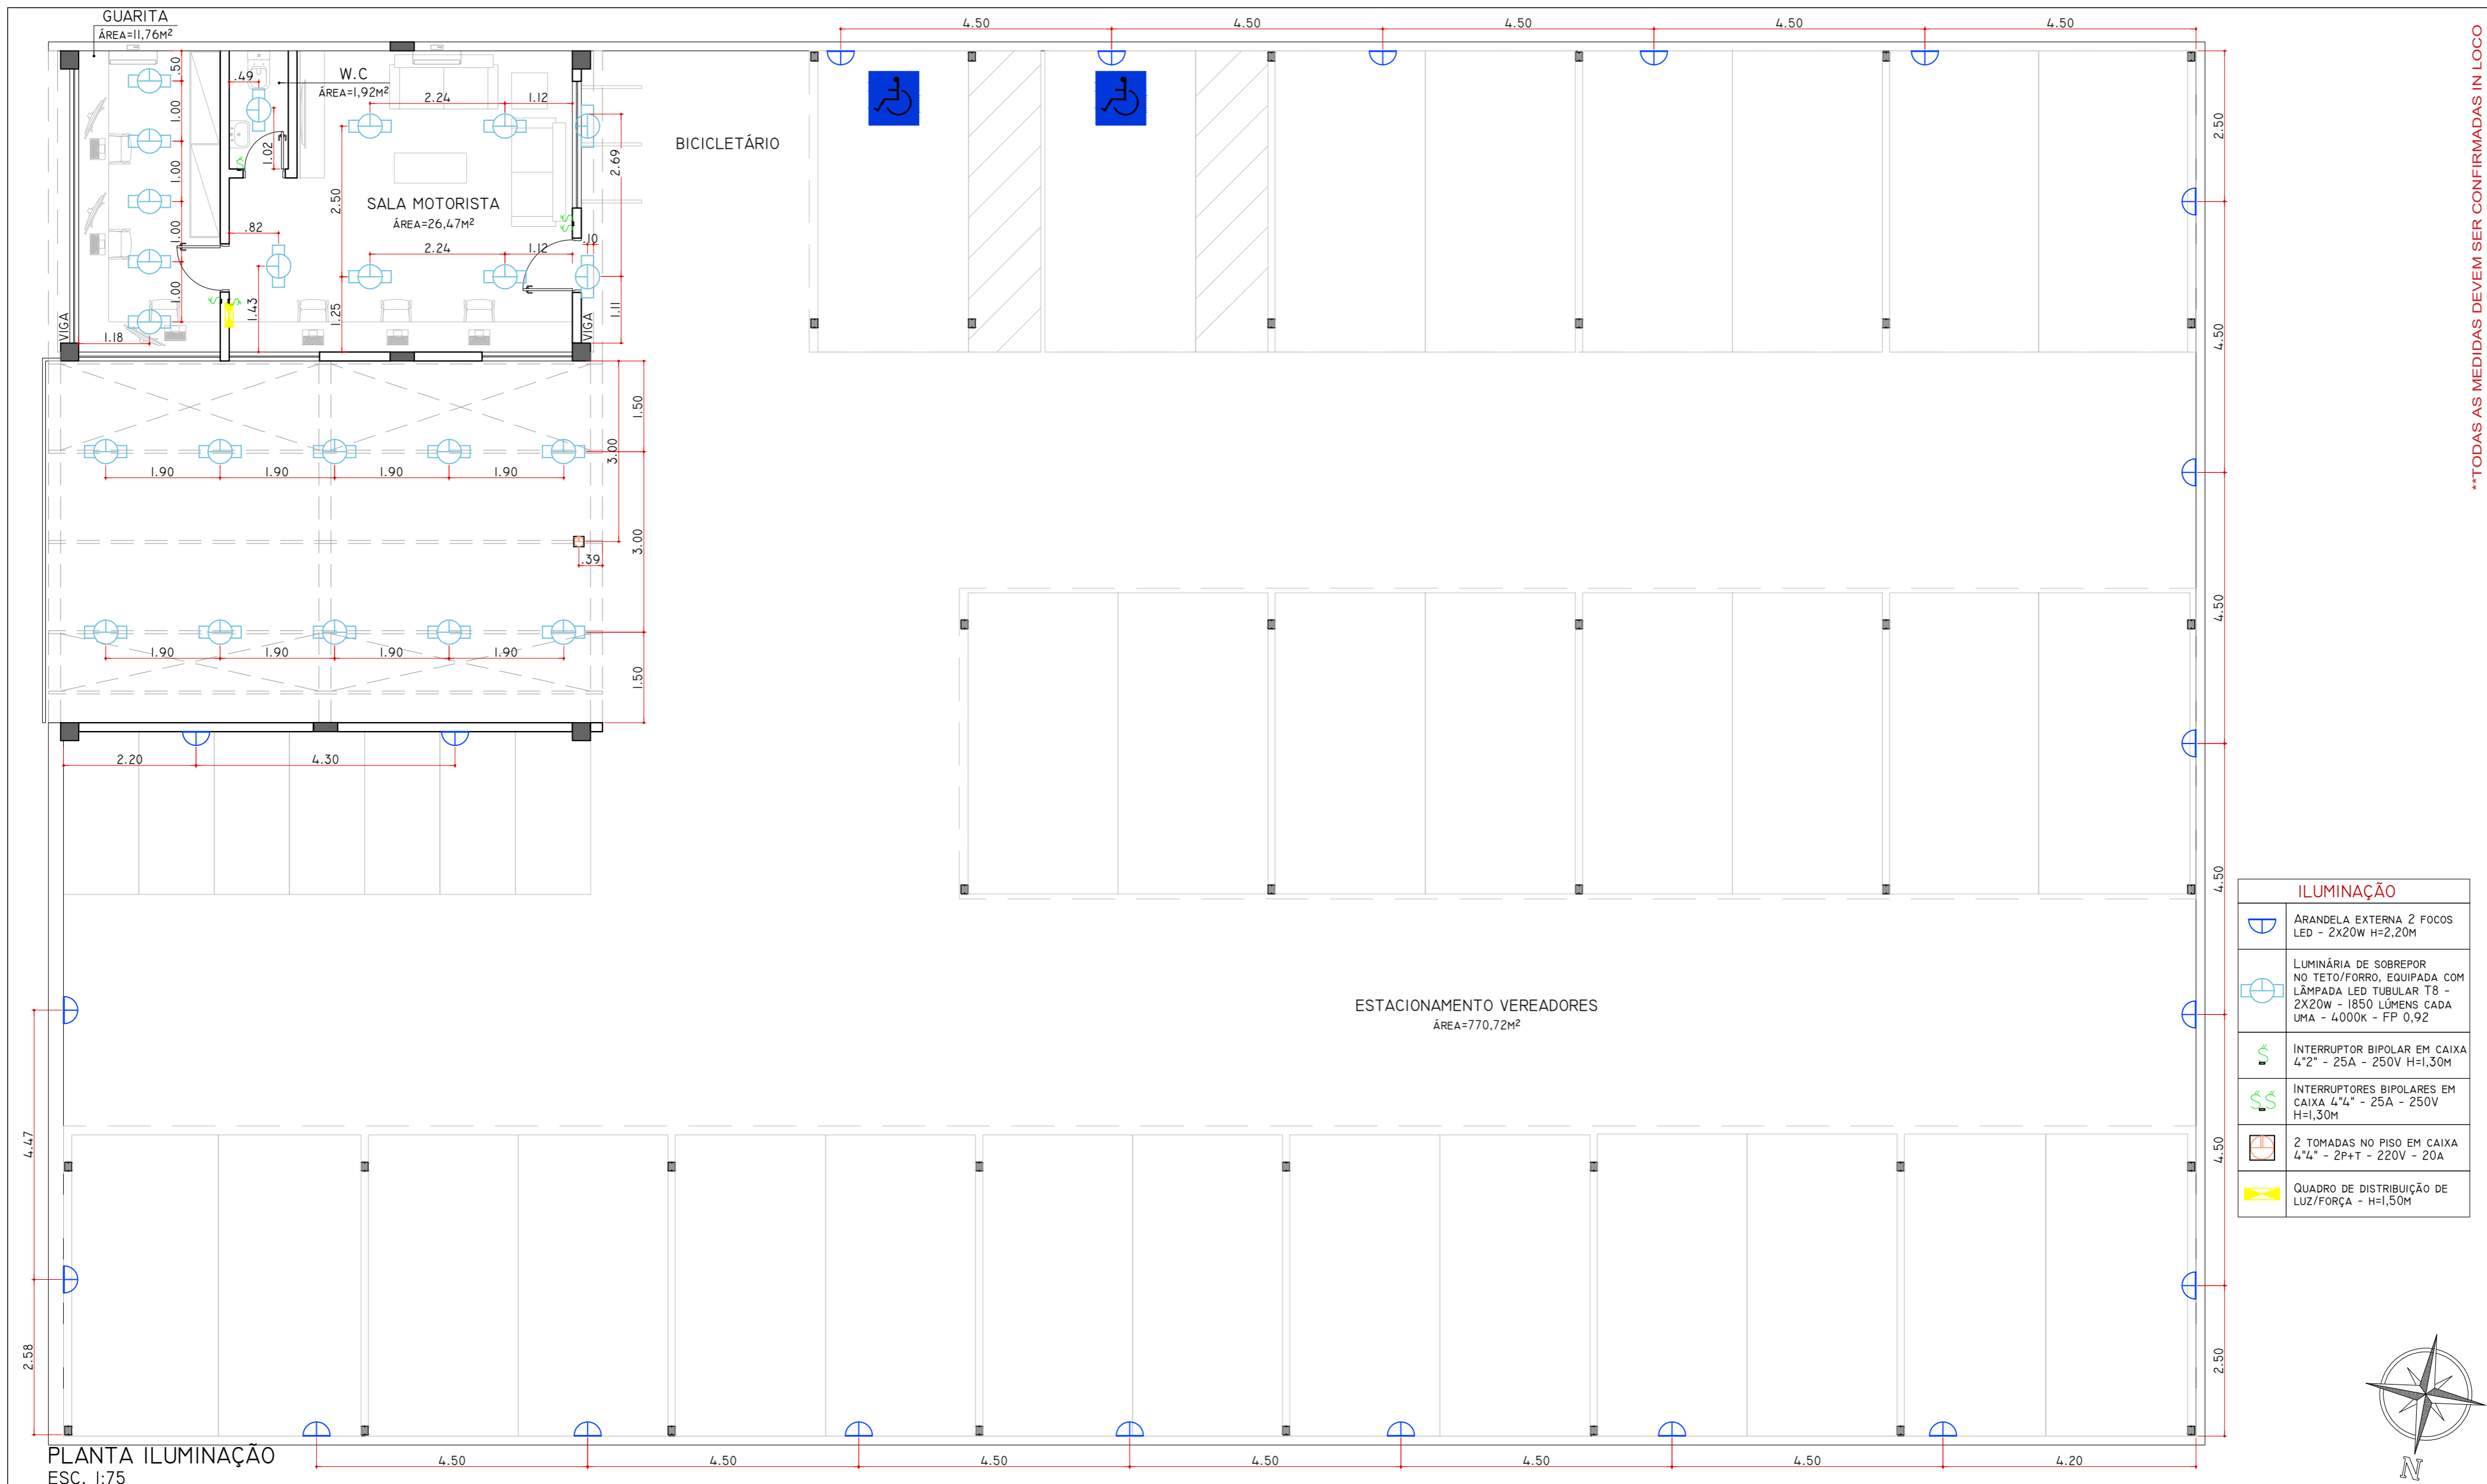 GUARITA
ÁREA=11,76M²
4.50
4.50
4.50
4.50
4.50
**TODAS AS MEDIDAS DEVEM SER CONFIRMADAS IN LOCO
W.C
ÁREA=1,92M²
.50
.49
1.00
1.00
1.00
1.00
1.02
2.24
1.12
2.50
2.69
BICICLETÁRIO
SALA MOTORISTA
ÁREA=26,47M²
.82
2.24
1.12
.10
1.43
1.25
1.11
VIGA
VIGA
1.18
2.50
4.50
4.50
4.50
4.50
2.50
1.50
3.00
3.00
1.90
1.90
1.90
1.90
.39
1.90
1.90
1.90
1.90
1.50
2.20
4.30
ESTACIONAMENTO VEREADORES
ÁREA=770,72M²
4.47
2.58
ILUMINAÇÃO
ARANDELA EXTERNA 2 FOCOS
LED - 2X20W H=2,20M
LUMINÁRIA DE SOBREPOR
NO TETO/FORRO, EQUIPADA COM
LÂMPADA LED TUBULAR T8 -
2X20W - 1850 LÚMENS CADA
UMA - 4000K - FP 0,92
S
INTERRUPTOR BIPOLAR EM CAIXA
4"2" - 25A - 250V H=1,30M
SS
INTERRUPTORES BIPOLARES EM
CAIXA 4"4" - 25A - 250V
H=1,30M
2 TOMADAS NO PISO EM CAIXA
4"4" - 2P+T - 220V - 20A
QUADRO DE DISTRIBUIÇÃO DE
LUZ/FORÇA - H=1,50M
N
4.50
4.50
4.50
4.50
4.50
4.50
4.20
PLANTA ILUMINAÇÃO
ESC. 1:75